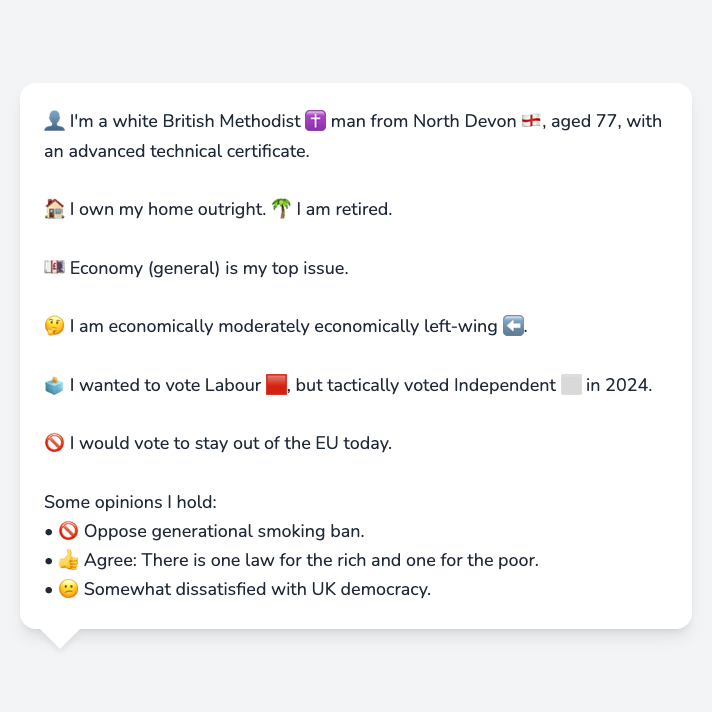 👤 I'm a white British Methodist ✝️ man from North Devon 🏴󠁧󠁢󠁥󠁮󠁧󠁿, aged 77, with
an advanced technical certificate.
🏠 I own my home outright. 🌴 I am retired.
💷 Economy (general) is my top issue.
🤔 I am economically moderately economically left-wing ⬅️.
🗳️ I wanted to vote Labour 🟥, but tactically voted Independent ⬜ in 2024.
🚫 I would vote to stay out of the EU today.
Some opinions I hold:
• 🚫 Oppose generational smoking ban.
• 👍 Agree: There is one law for the rich and one for the poor.
• 😕 Somewhat dissatisfied with UK democracy.